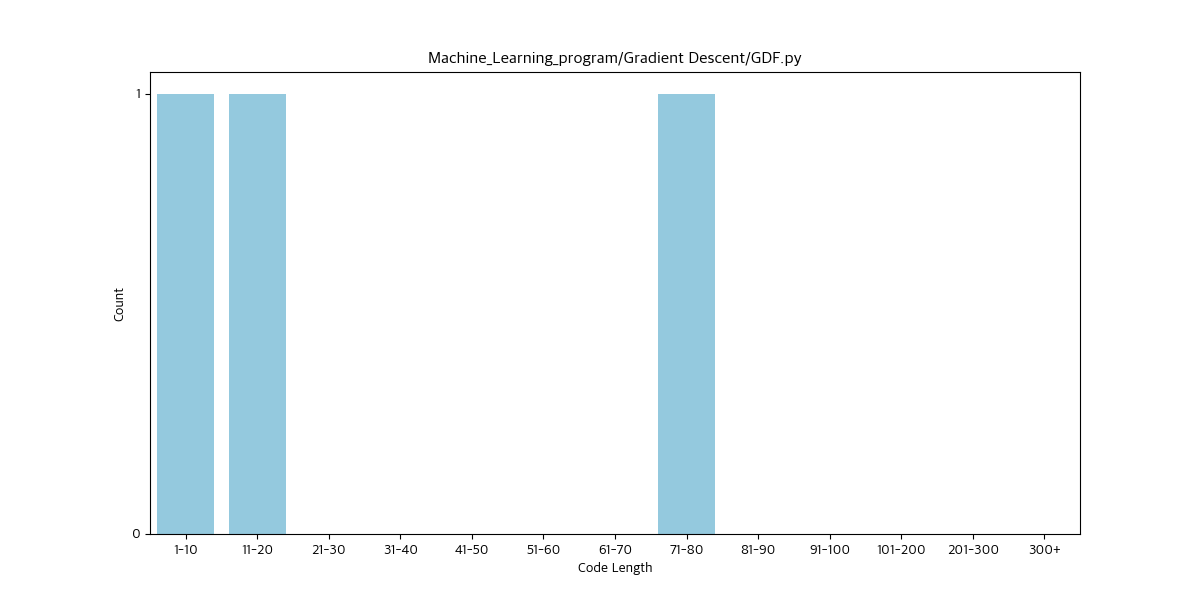 Machine_Learning_program/Gradient Descent/GDF.py
1
Count
0
1-10 11-20 21-30 31-40 41-50 51-60 61-70 71-80 81-90 91-100 101-200 201-300 300+
Code Length